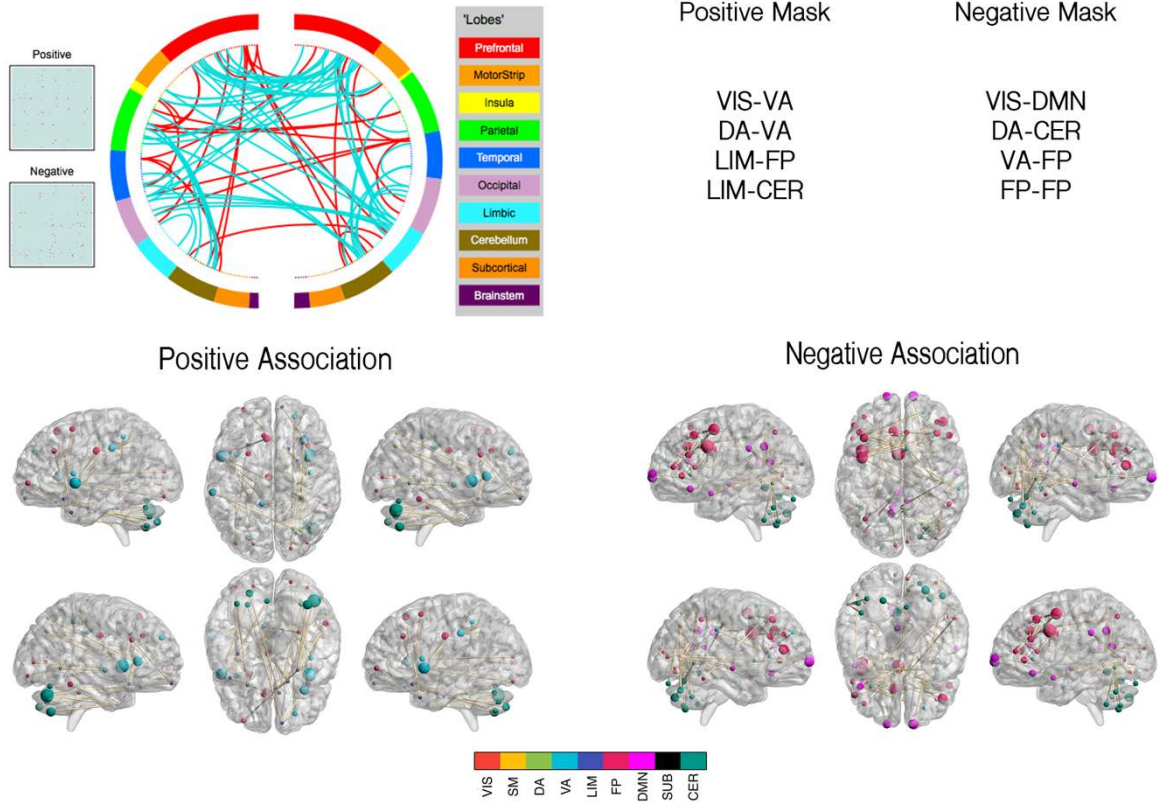 Positive
Negative
'Lobes'
Prefrontal
MotorStrip
Insula
Parietal
Temporal
Occipital
Limbic
Cerebellum
Subcortical
Brainstem
Positive Mask
VIS-VA
DA-VA
LIM-FP
LIM-CER
Negative Mask
VIS-DMN
DA-CER
VA-FP
FP-FP
Positive Association
Negative Association
VIS
SM
DA
VA
LIM
FP
DMN
SUB
CER